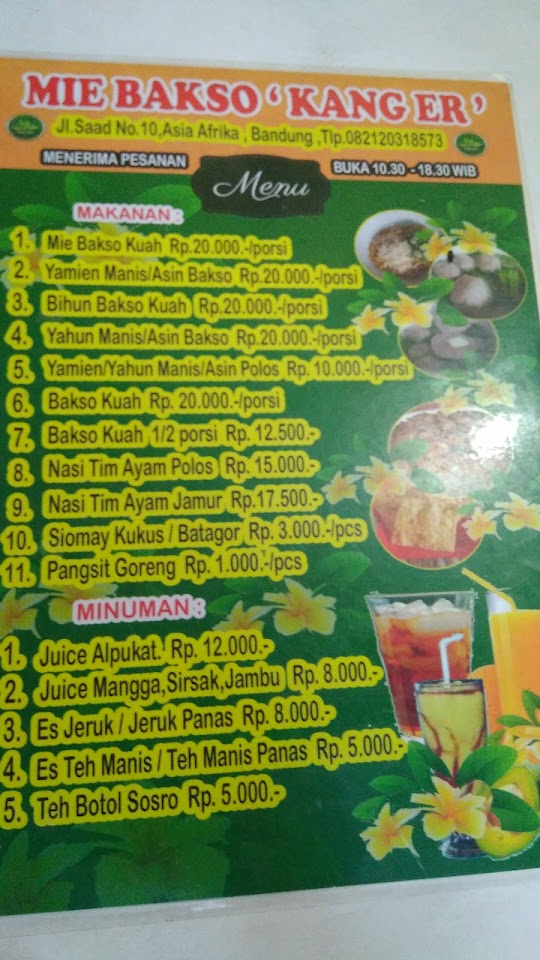 MIE BAKSO ‘ KANG ER ’
Jl.Saad No.10,Asia Afrika , Bandung ,Tlp.082120318573
MENERIMA PESANAN
BUKA 10.30 - 18.30 WIB
Menu
MAKANAN :
1. Mie Bakso Kuah Rp.20.000.-/porsi
2. Yamien Manis/Asin Bakso Rp.20.000-/porsi
3. Bihun Bakso Kuah Rp.20.000-/porsi
4. Yahun Manis/Asin Bakso Rp.20.000-/porsi
5. Yamien/Yahun Manis/Asin Polos Rp. 10.000-/porsi
6. Bakso Kuah Rp. 20.000.-/porsi
7. Bakso Kuah 1/2 porsi Rp. 12.500.-
8. Nasi Tim Ayam Polos Rp. 15.000.-
9. Nasi Tim Ayam Jamur Rp.17.500.-
10. Siomay Kukus / Batagor Rp. 3.000.-/pcs
11. Pangsit Goreng Rp. 1.000.-/pcs
MINUMAN :
1. Juice Alpukat. Rp. 12.000.-
2. Juice Mangga,Sirsak,Jambu Rp. 8.000.-
3. Es Jeruk / Jeruk Panas Rp. 8.000.-
4. Es Teh Manis / Teh Manis Panas Rp. 5.000.-
5. Teh Botol Sosro Rp. 5.000.-